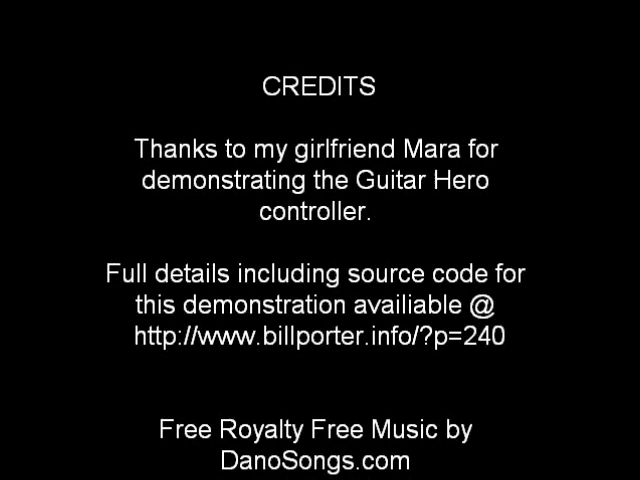 CREDITS
Thanks to my girlfriend Mara for
demonstrating the Guitar Hero
controller.
Full details including source code for
this demonstration availiable @
http://www.billporter.info/?p=240
Free Royalty Free Music by
DanoSongs.com